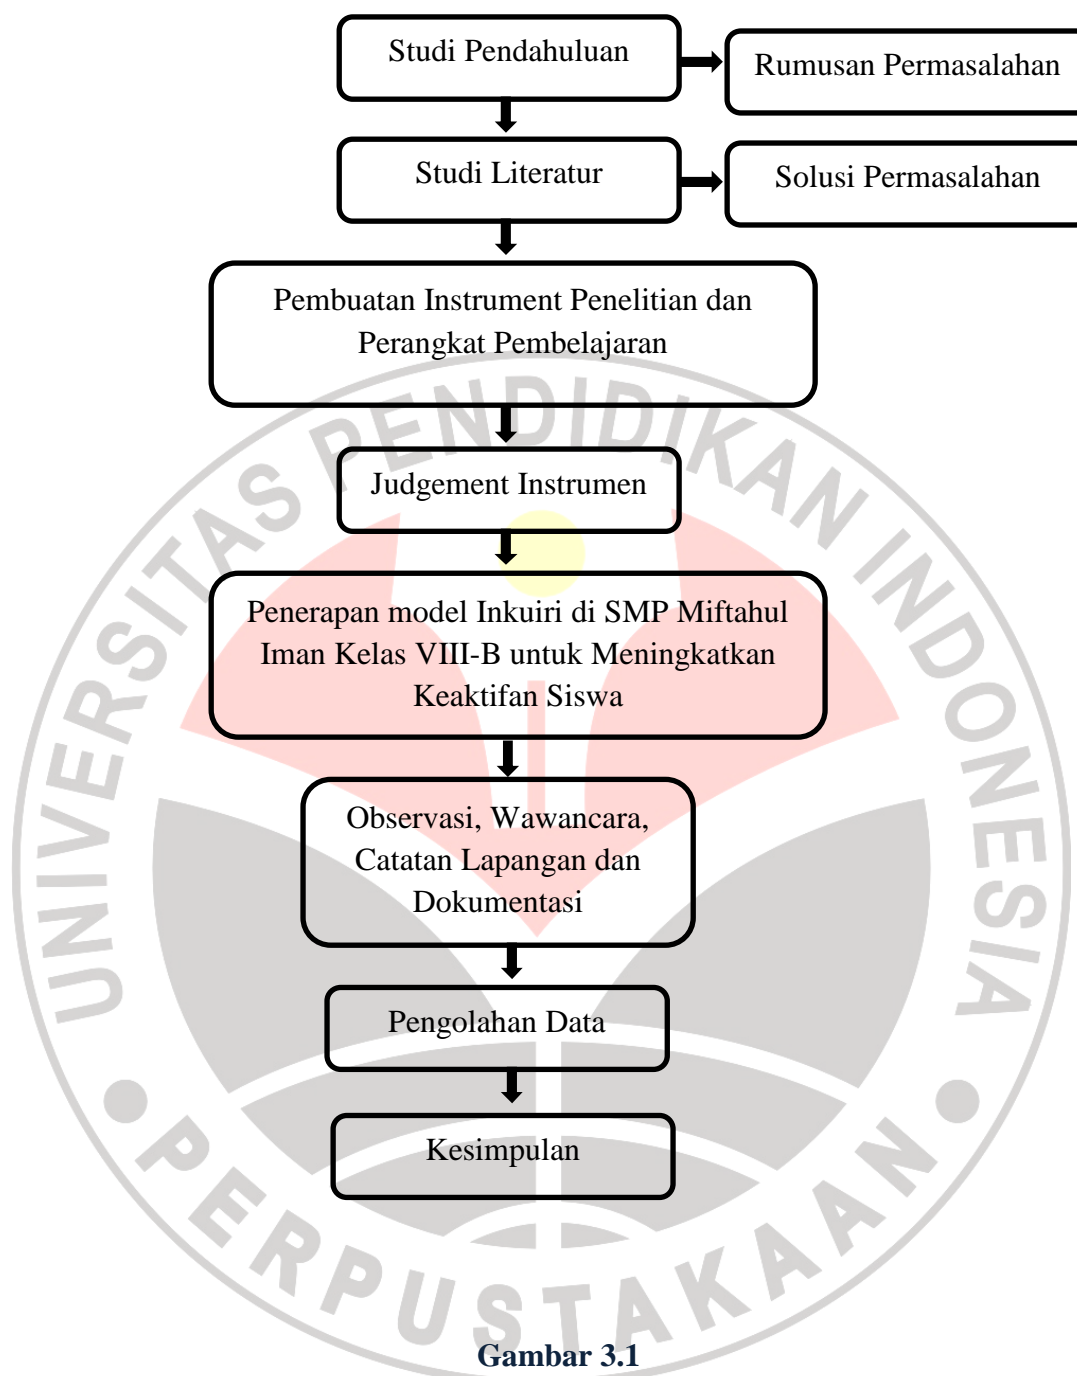 Studi Pendahuluan
Rumusan Permasalahan
Studi Literatur
Solusi Permasalahan
Pembuatan Instrument Penelitian dan
Perangkat Pembelajaran
Judgement Instrumen
Penerapan model Inkuiri di SMP Miftahul
Iman Kelas VIII-B untuk Meningkatkan
Keaktifan Siswa
Observasi, Wawancara,
Catatan Lapangan dan
Dokumentasi
Pengolahan Data
Kesimpulan
UNIVERSITAS PENDIDIKAN INDONESIA
PERPUSTAKAAN
Gambar 3.1